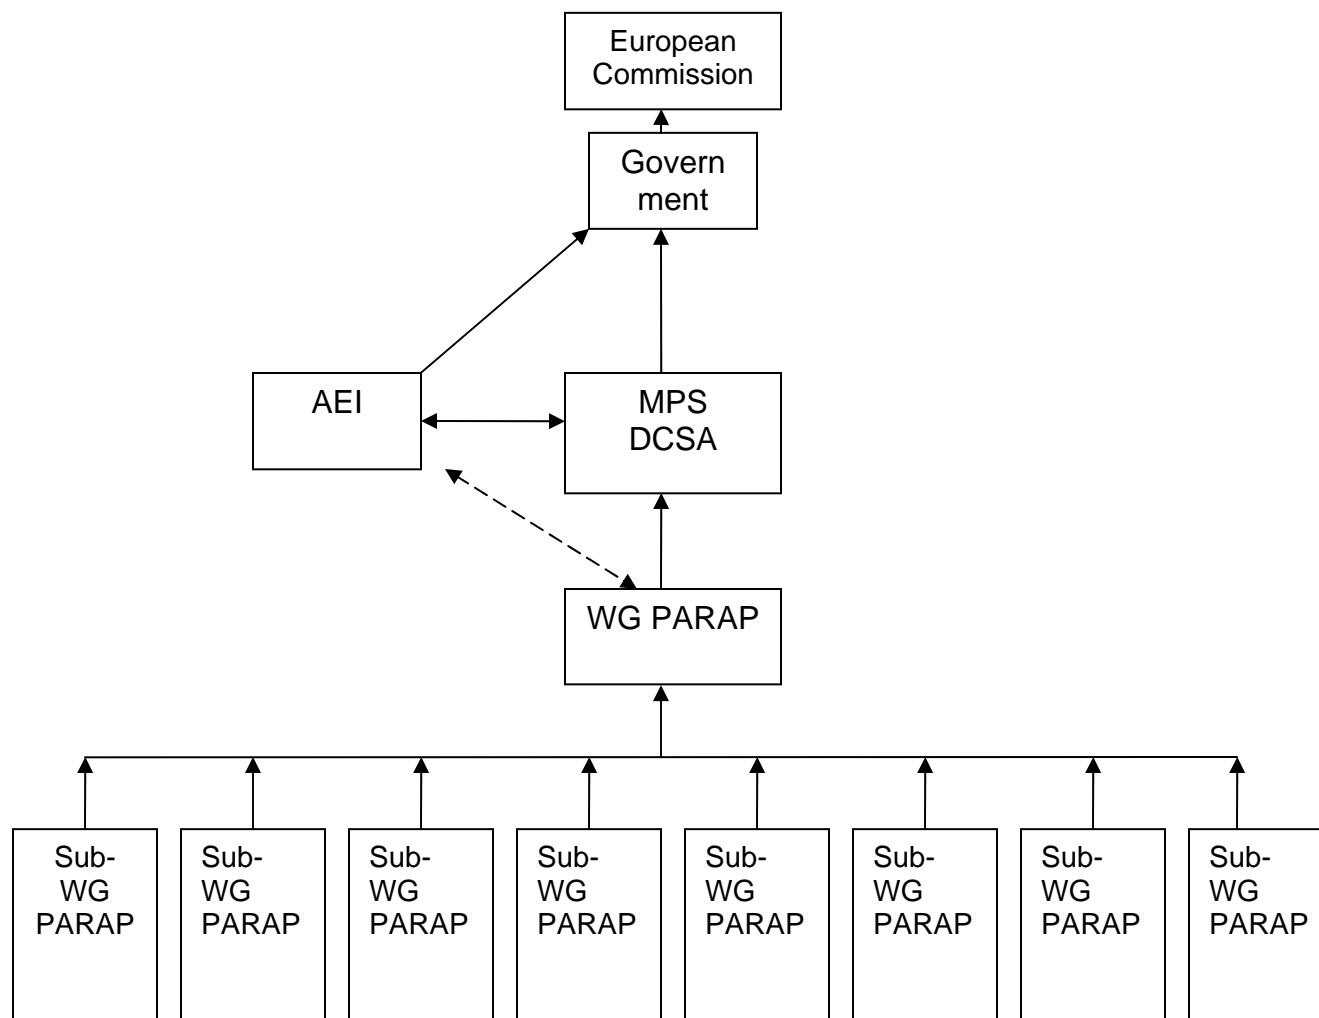 European
Commission
Govern
ment
AEI
MPS
DCSA
WG PARAP
Sub-
WG
PARAP
Sub-
WG
PARAP
Sub-
WG
PARAP
Sub-
WG
PARAP
Sub-
WG
PARAP
Sub-
WG
PARAP
Sub-
WG
PARAP
Sub-
WG
PARAP